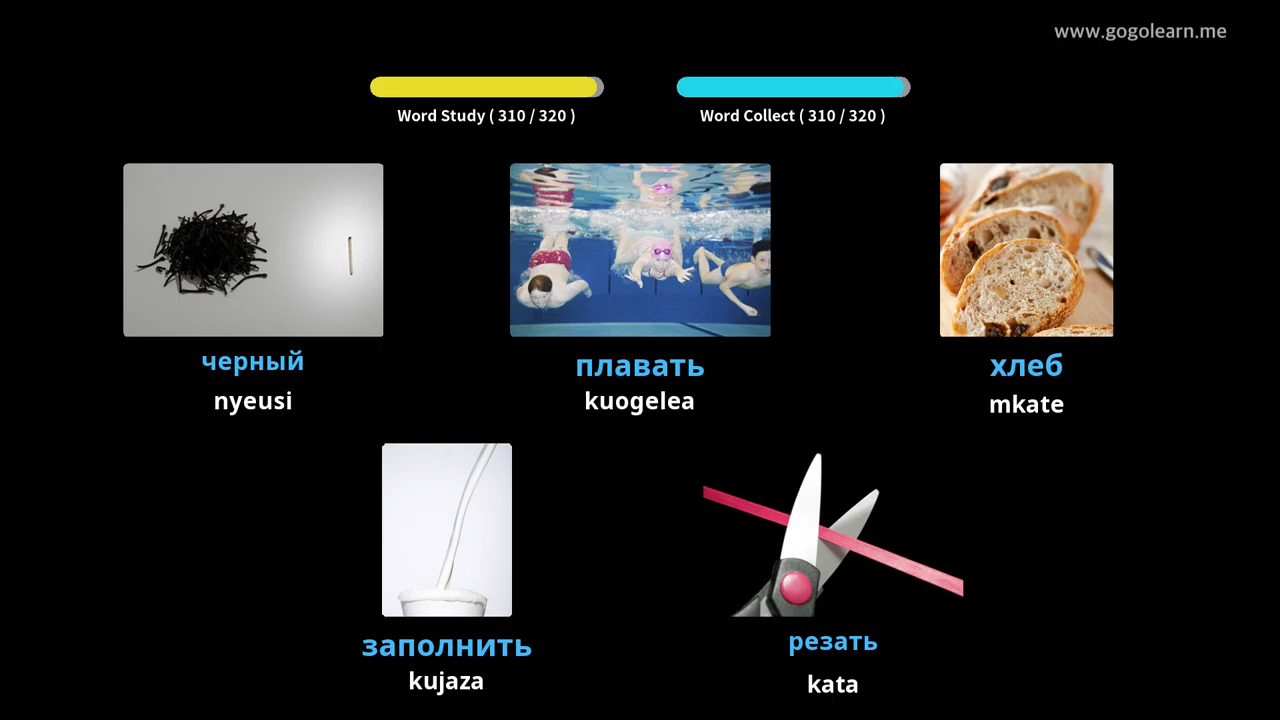 www.gogolearn.me
Word Study ( 310 / 320 )
Word Collect ( 310 / 320 )
черный
nyeusi
плавать
kuogelea
хлеб
mkate
заполнить
kujaza
резать
kata